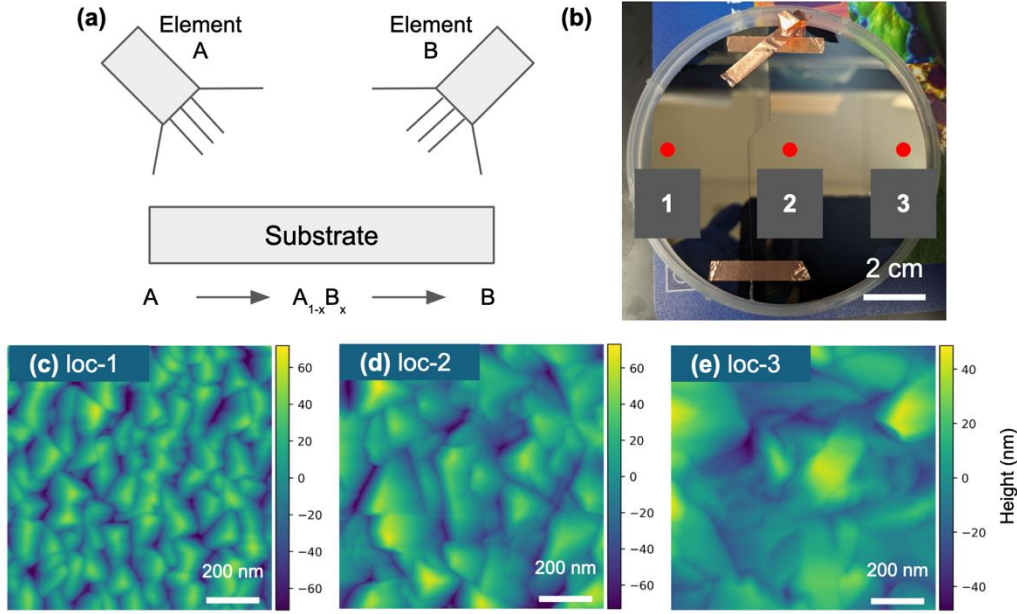 (a)
Element
A
Element
B
Substrate
A
A1-xBx
B
(b)
1
2
3
2 cm
(c) loc-1
60
40
20
0
−20
−40
−60
200 nm
(d) loc-2
60
40
20
0
−20
−40
−60
200 nm
(e) loc-3
40
20
0
−20
−40
200 nm
Height (nm)